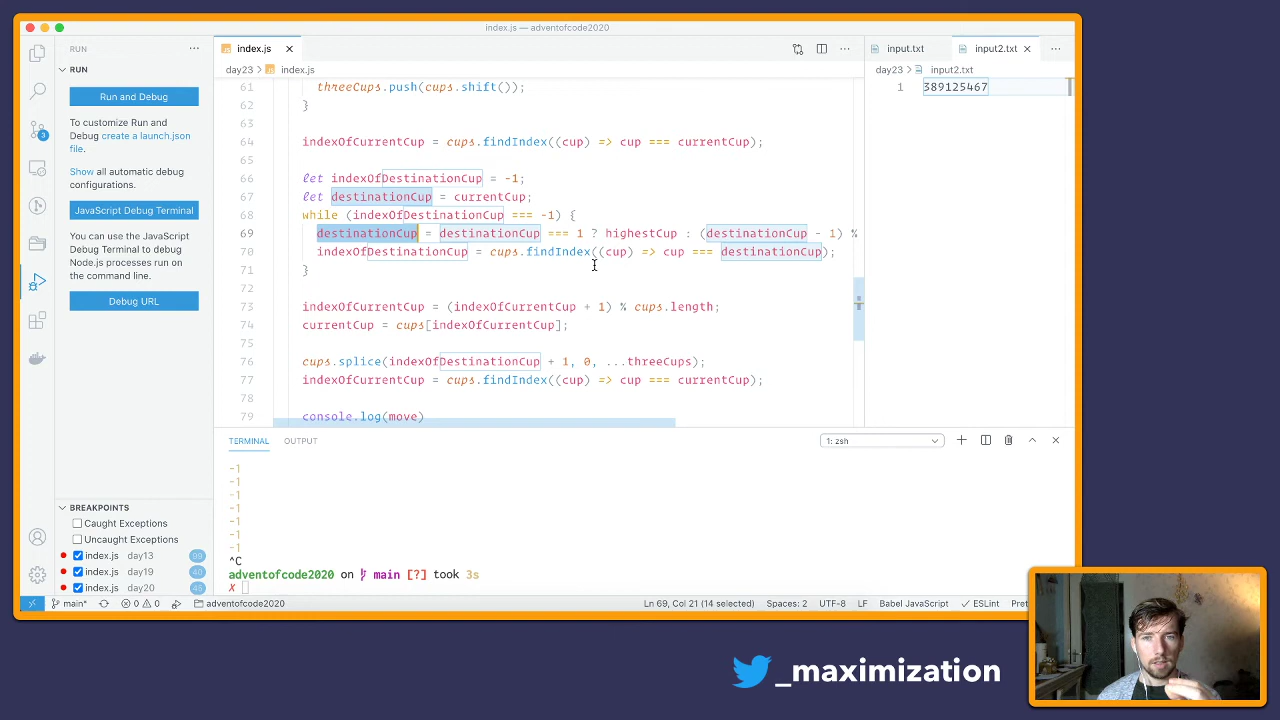 index.js — adventofcode2020
RUN
RUN
Run and Debug
To customize Run and
Debug create a launch.json
file.
Show all automatic debug
configurations.
JavaScript Debug Terminal
You can use the JavaScript
Debug Terminal to debug
Node.js processes run on
the command line.
Debug URL
BREAKPOINTS
Caught Exceptions
Uncaught Exceptions
index.js day13
index.js day19
index.js day20
3
index.js
day23 index.js
61 threeCups.push(cups.shift());
62 }
63
64 indexOfCurrentCup = cups.findIndex((cup) => cup === currentCup);
65
66 let indexOfDestinationCup = -1;
67 let destinationCup = currentCup;
68 while (indexOfDestinationCup === -1) {
69 destinationCup = destinationCup === 1 ? highestCup : (destinationCup - 1) %
70 indexOfDestinationCup = cups.findIndex((cup) => cup === destinationCup);
71 }
72
73 indexOfCurrentCup = (indexOfCurrentCup + 1) % cups.length;
74 currentCup = cups[indexOfCurrentCup];
75
76 cups.splice(indexOfDestinationCup + 1, 0, ...threeCups);
77 indexOfCurrentCup = cups.findIndex((cup) => cup === currentCup);
78
79 console.log(move)
input.txt input2.txt
day23 input2.txt
1 389125467
TERMINAL OUTPUT
1: zsh
-1
-1
-1
-1
-1
-1
-1
^C
adventofcode2020 on main [?] took 3s
✗
main* 0 0 adventofcode2020 Ln 69, Col 21 (14 selected) Spaces: 2 UTF-8 LF Babel JavaScript ESLint
_maximization